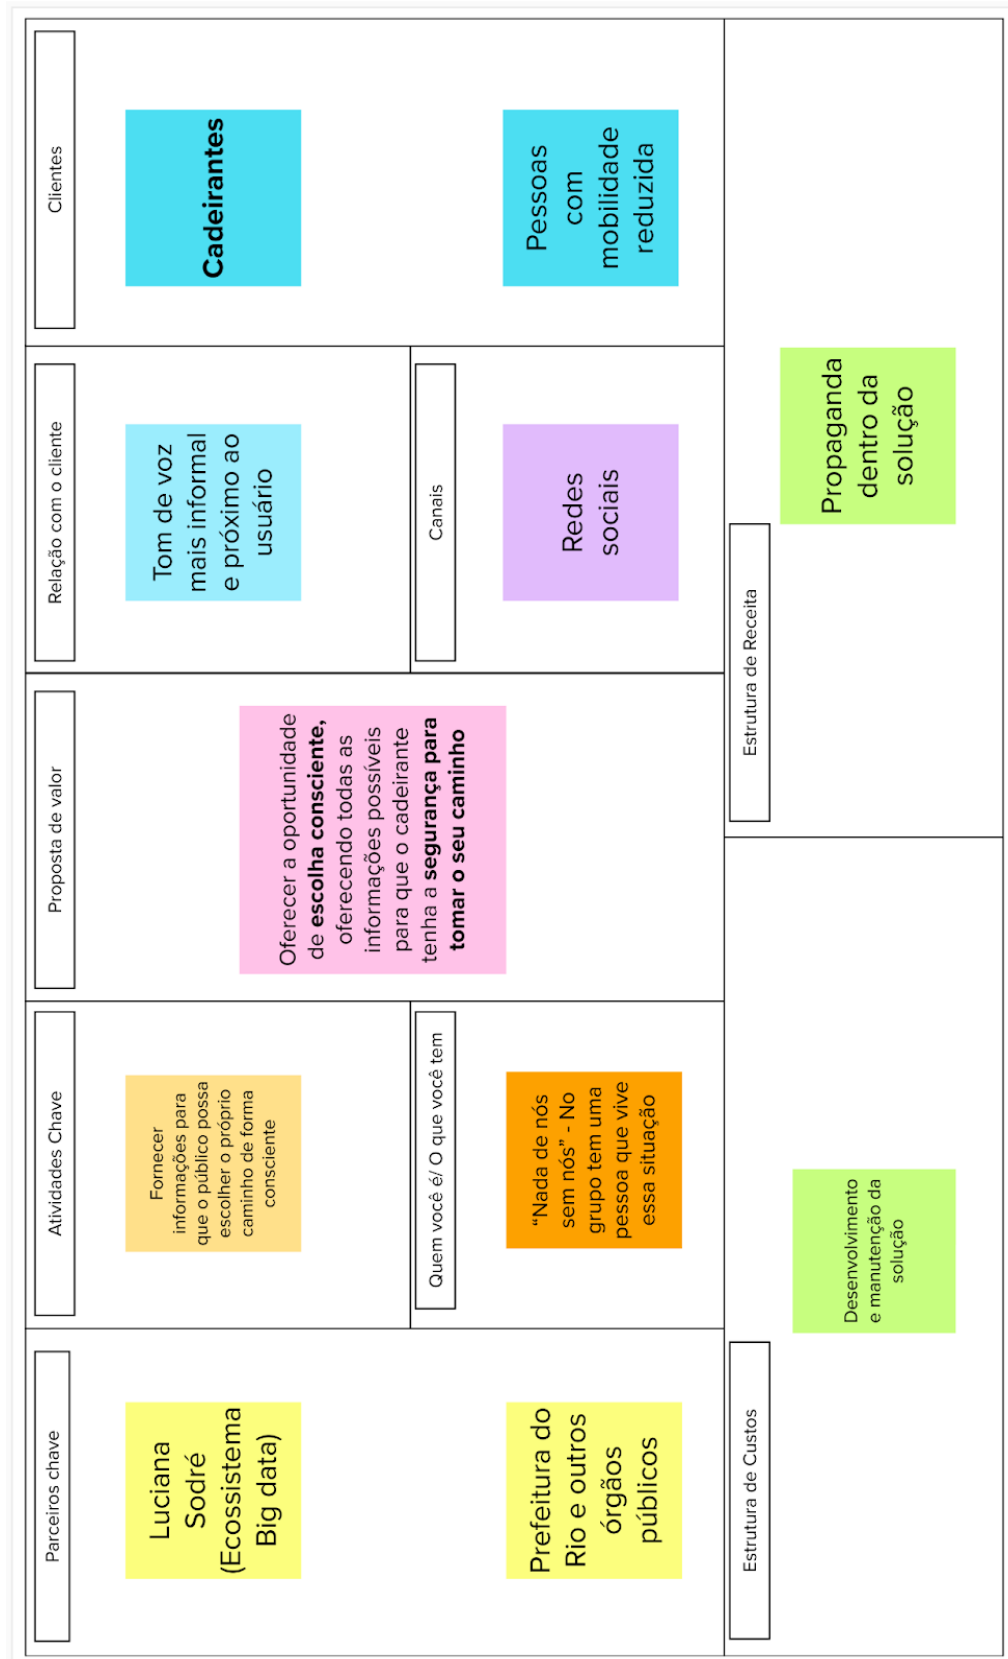 Parceiros chave
Luciana
Sodré
(Ecossistema
Big data)
Prefeitura do
Rio e outros
órgãos
públicos
Atividades Chave
Fornecer
informações para
que o público possa
escolher o próprio
caminho de forma
consciente
Quem você é/ O que você tem
“Nada de nós
sem nós” - No
grupo tem uma
pessoa que vive
essa situação
Proposta de valor
Oferecer a oportunidade
de escolha consciente,
oferecendo todas as
informações possíveis
para que o cadeirante
tenha a segurança para
tomar o seu caminho
Relação com o cliente
Tom de voz
mais informal
e próximo ao
usuário
Canais
Redes
sociais
Clientes
Cadeirantes
Pessoas
com
mobilidade
reduzida
Estrutura de Custos
Desenvolvimento
e manutenção da
solução
Estrutura de Receita
Propaganda
dentro da
solução